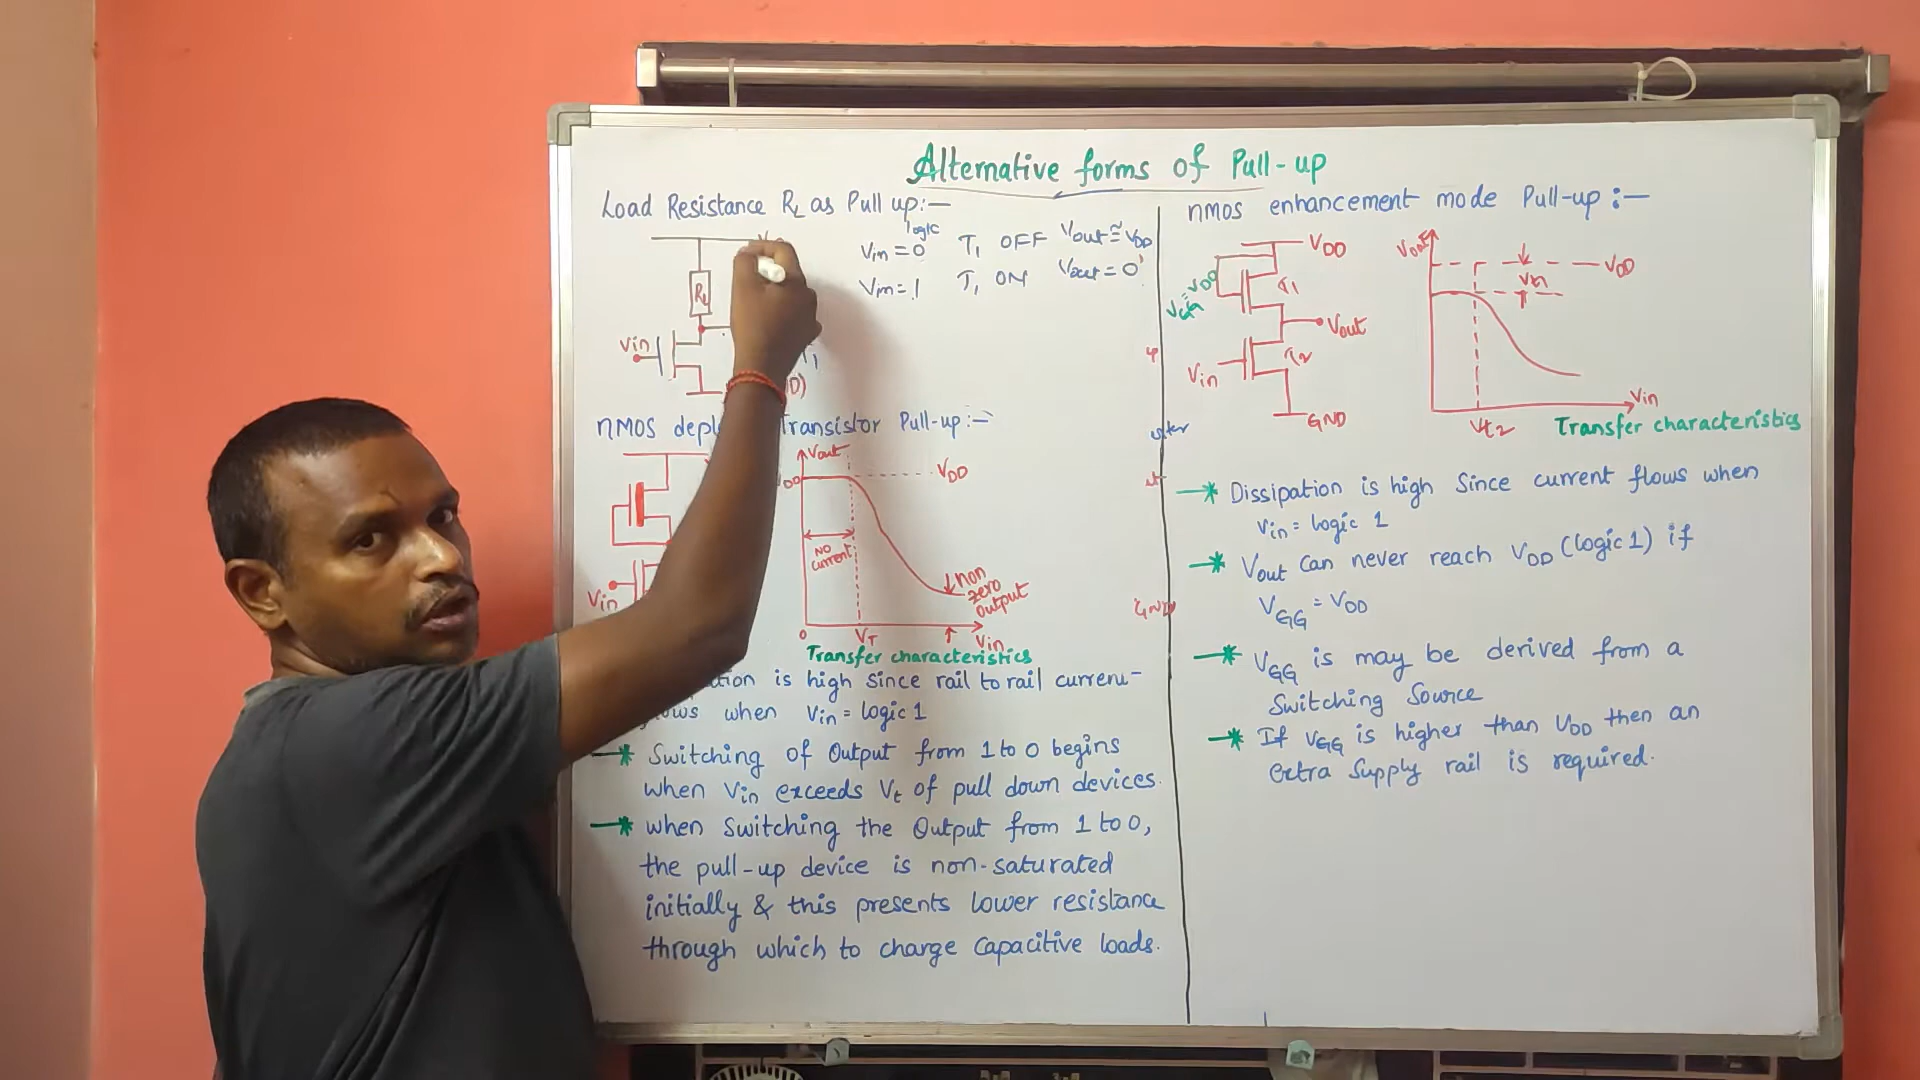 Alternative forms of Pull-up
Load Resistance RL as Pull up:—
logic
Vin = 0 T1 OFF Vout ≅ VDD
Vin = 1 T1 ON Vout = 0
RL
Vin
nMOS Transistor Pull-up:—
Vout
VDD
NO
current
non
zero
output
0 VT Vin
Transfer characteristics
Vin
is high Since rail to rail
when Vin = logic 1
Switching of Output from 1 to 0 begins
when Vin exceeds Vt of pull down devices.
when Switching the Output from 1 to 0,
the pull-up device is non-saturated
initially & this presents lower resistance
through which to charge capacitive loads.
GND
nmos enhancement mode Pull-up:—
VDD
VDD
T1
Vout
T2
Vin
GND
Vout
VDD
Vin
Vt2
Transfer characteristics
Dissipation is high Since current flows when
Vin = logic 1
Vout can never reach VDD (logic 1) if
VGG = VDD
VGG is may be derived from a
Switching Source
If VGG is higher than VDD then an
extra Supply rail is required.